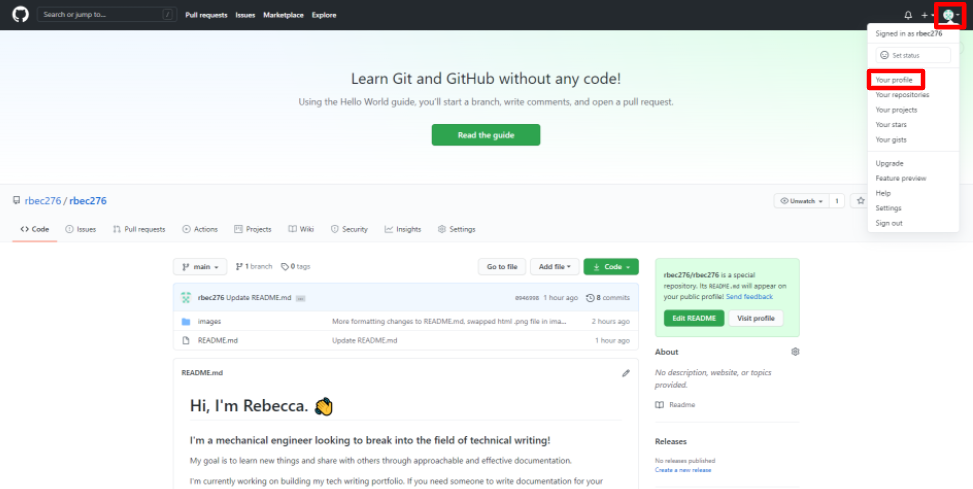 Search or jump to...
/
Pull requests
Issues
Marketplace
Explore
Signed in as rbec276
Set status
Your profile
Your repositories
Your projects
Your stars
Your gists
Upgrade
Feature preview
Help
Settings
Sign out
Learn Git and GitHub without any code!
Using the Hello World guide, you'll start a branch, write comments, and open a pull request.
Read the guide
rbec276 / rbec276
Unwatch
1
Code
Issues
Pull requests
Actions
Projects
Wiki
Security
Insights
Settings
main
1 branch
0 tags
Go to file
Add file
Code
rbec276 Update README.md ...
1 hour ago
8 commits
images
More formatting changes to README.md, swapped html .png file in ima...
2 hours ago
README.md
Update README.md
1 hour ago
README.md
Hi, I'm Rebecca.
I'm a mechanical engineer looking to break into the field of technical writing!
My goal is to learn new things and share with others through approachable and effective documentation.
I'm currently working on building my tech writing portfolio. If you need someone to write documentation for your
rbec276/rbec276 is a special
repository. Its README.md will appear on
your public profile! Send feedback
Edit README
Visit profile
About
No description, website, or topics
provided.
Readme
Releases
No releases published
Create a new release